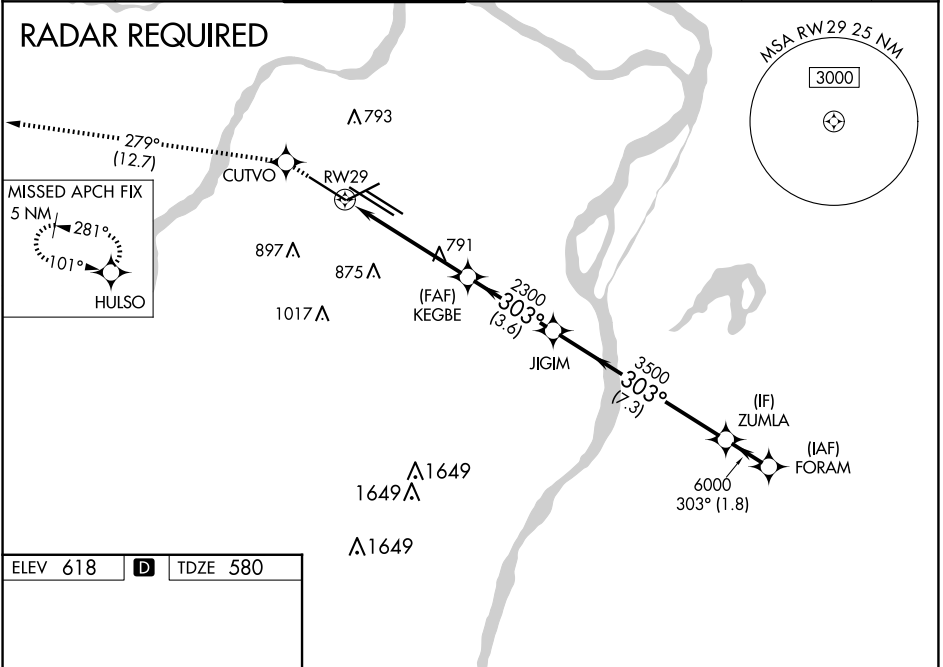 RADAR REQUIRED
MSA RW29 25 NM
3000
793
279°
(12.7)
CUTVO
RW29
MISSED APCH FIX
5 NM
281°
101°
HULSO
897
791
875
(FAF)
KEGBE
1017
2300
303°
(3.6)
JIGIM
3500
303°
(7.3)
(IF)
ZUMLA
(IAF)
FORAM
6000
303° (1.8)
1649
1649
1649
ELEV 618
D
TDZE 580